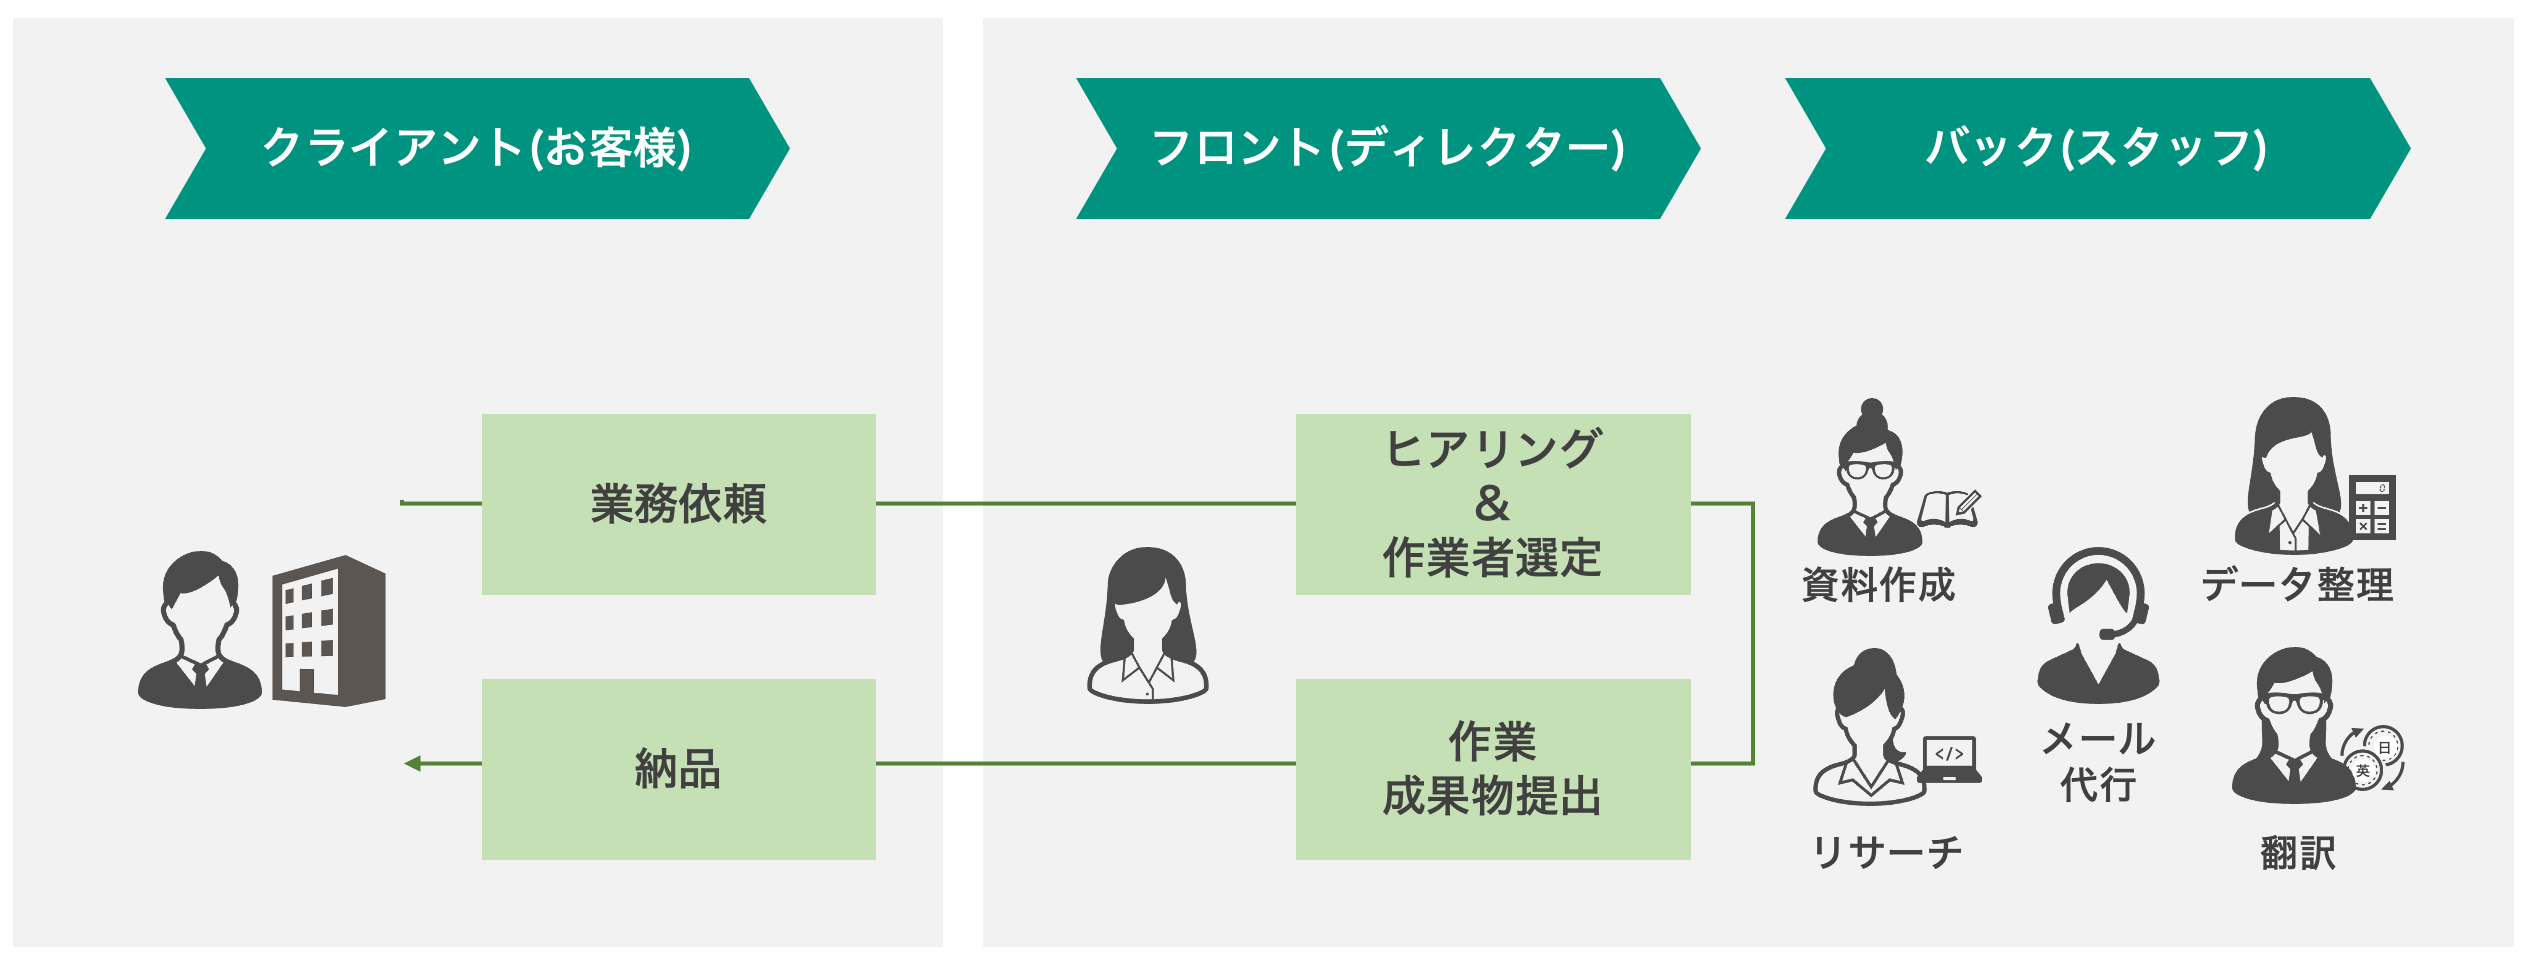 クライアント(お客様)
フロント(ディレクター)
バック(スタッフ)
業務依頼
ヒアリング
&
作業者選定
納品
作業
成果物提出
資料作成
0
+ −
× =
データ整理
メール
代行
</>
リサーチ
日
英
翻訳